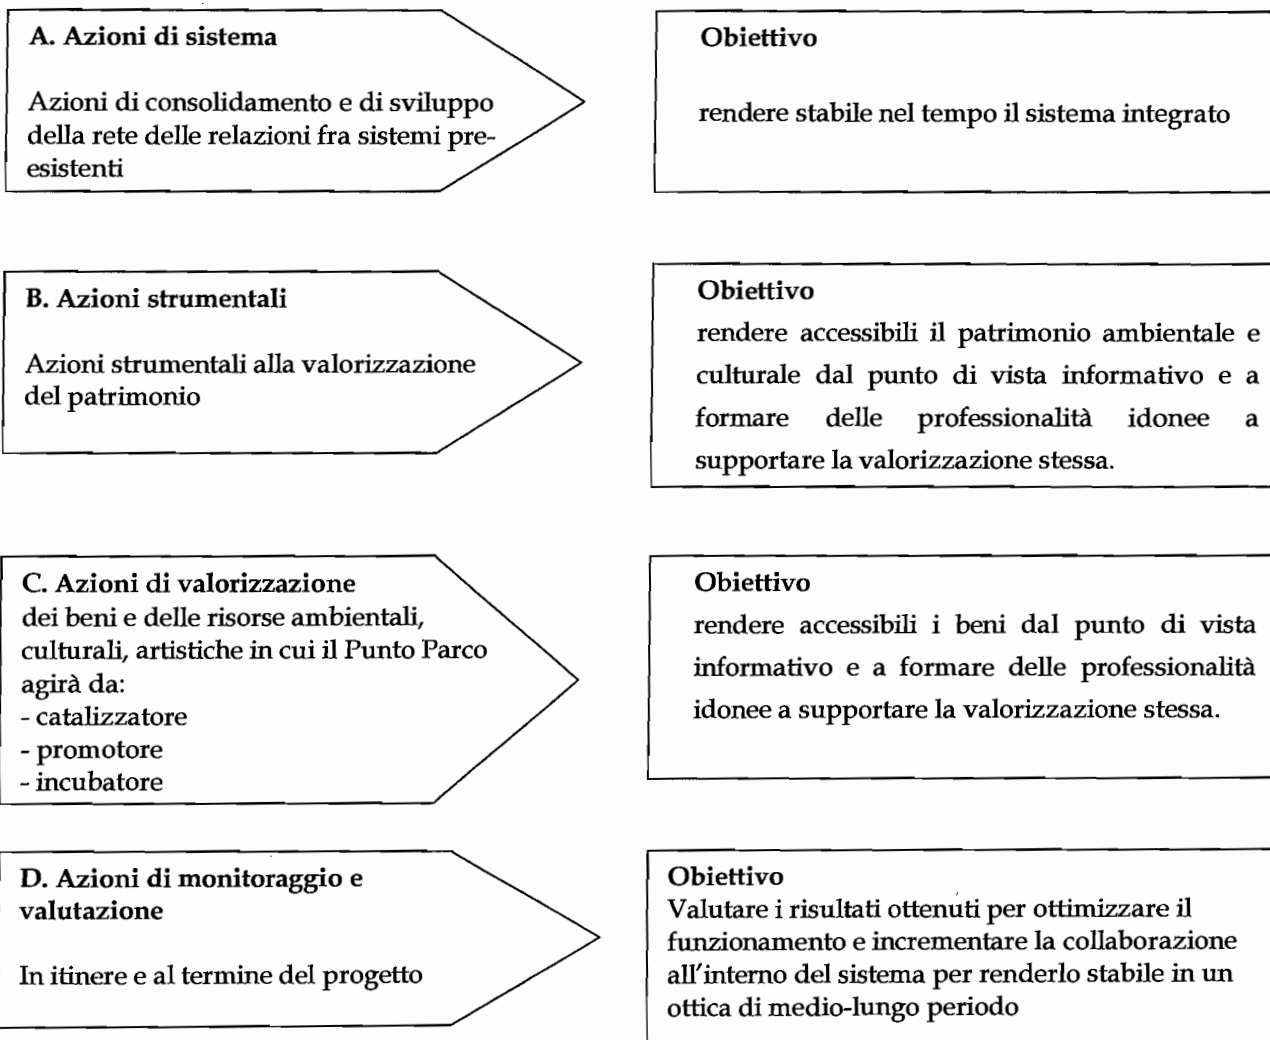 A. Azioni di sistema
Azioni di consolidamento e di sviluppo
della rete delle relazioni fra sistemi pre-
esistenti
Obiettivo
rendere stabile nel tempo il sistema integrato
B. Azioni strumentali
Azioni strumentali alla valorizzazione
del patrimonio
Obiettivo
rendere accessibili il patrimonio ambientale e
culturale dal punto di vista informativo e a
formare delle professionalità idonee a
supportare la valorizzazione stessa.
C. Azioni di valorizzazione
dei beni e delle risorse ambientali,
culturali, artistiche in cui il Punto Parco
agirà da:
- catalizzatore
- promotore
- incubatore
Obiettivo
rendere accessibili i beni dal punto di vista
informativo e a formare delle professionalità
idonee a supportare la valorizzazione stessa.
D. Azioni di monitoraggio e
valutazione
In itinere e al termine del progetto
Obiettivo
Valutare i risultati ottenuti per ottimizzare il
funzionamento e incrementare la collaborazione
all'interno del sistema per renderlo stabile in un
ottica di medio-lungo periodo